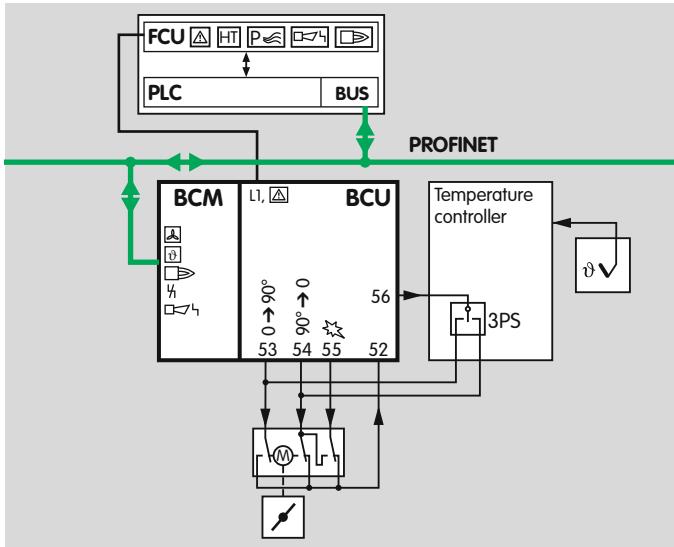 FCU HT P
PLC BUS
PROFINET
BCM L1, BCU
Temperature
controller
ϑ
ϑ
0→90°
90°→0
56
3PS
53 54 55 52
M